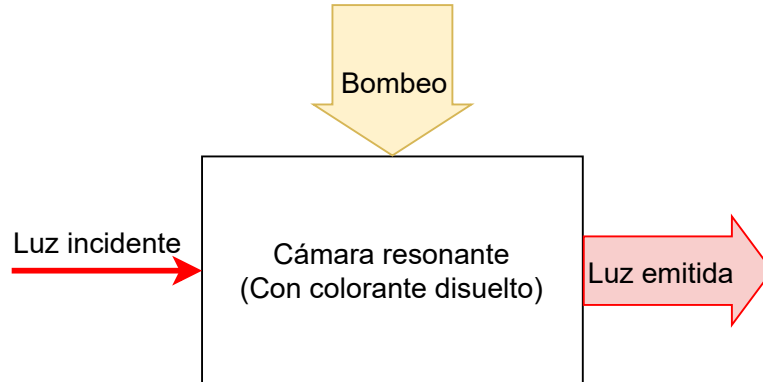 Bombeo
Luz incidente
Cámara resonante
(Con colorante disuelto)
Luz emitida